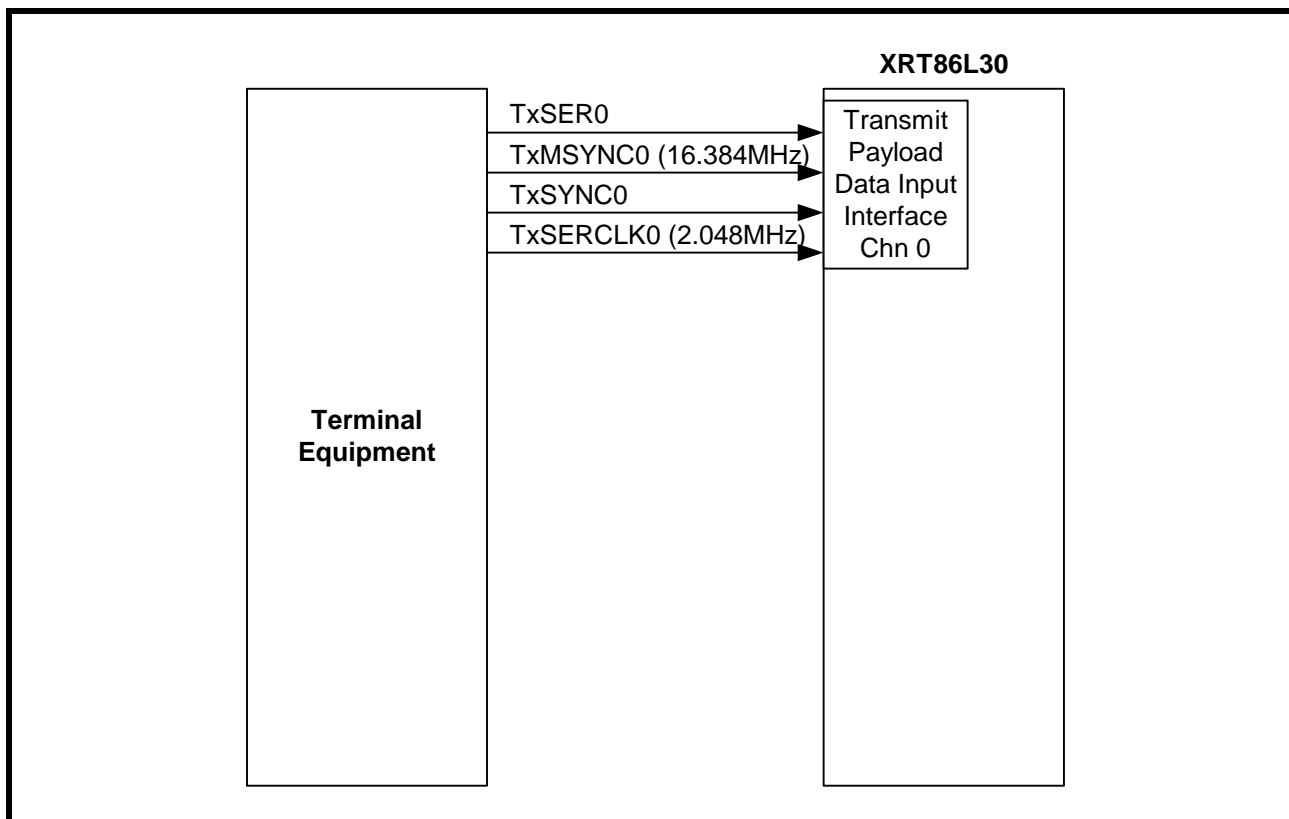 XRT86L30
TxSER0
TxMSYNC0 (16.384MHz)
TxSYNC0
TxSERCLK0 (2.048MHz)
Transmit
Payload
Data Input
Interface
Chn 0
Terminal
Equipment